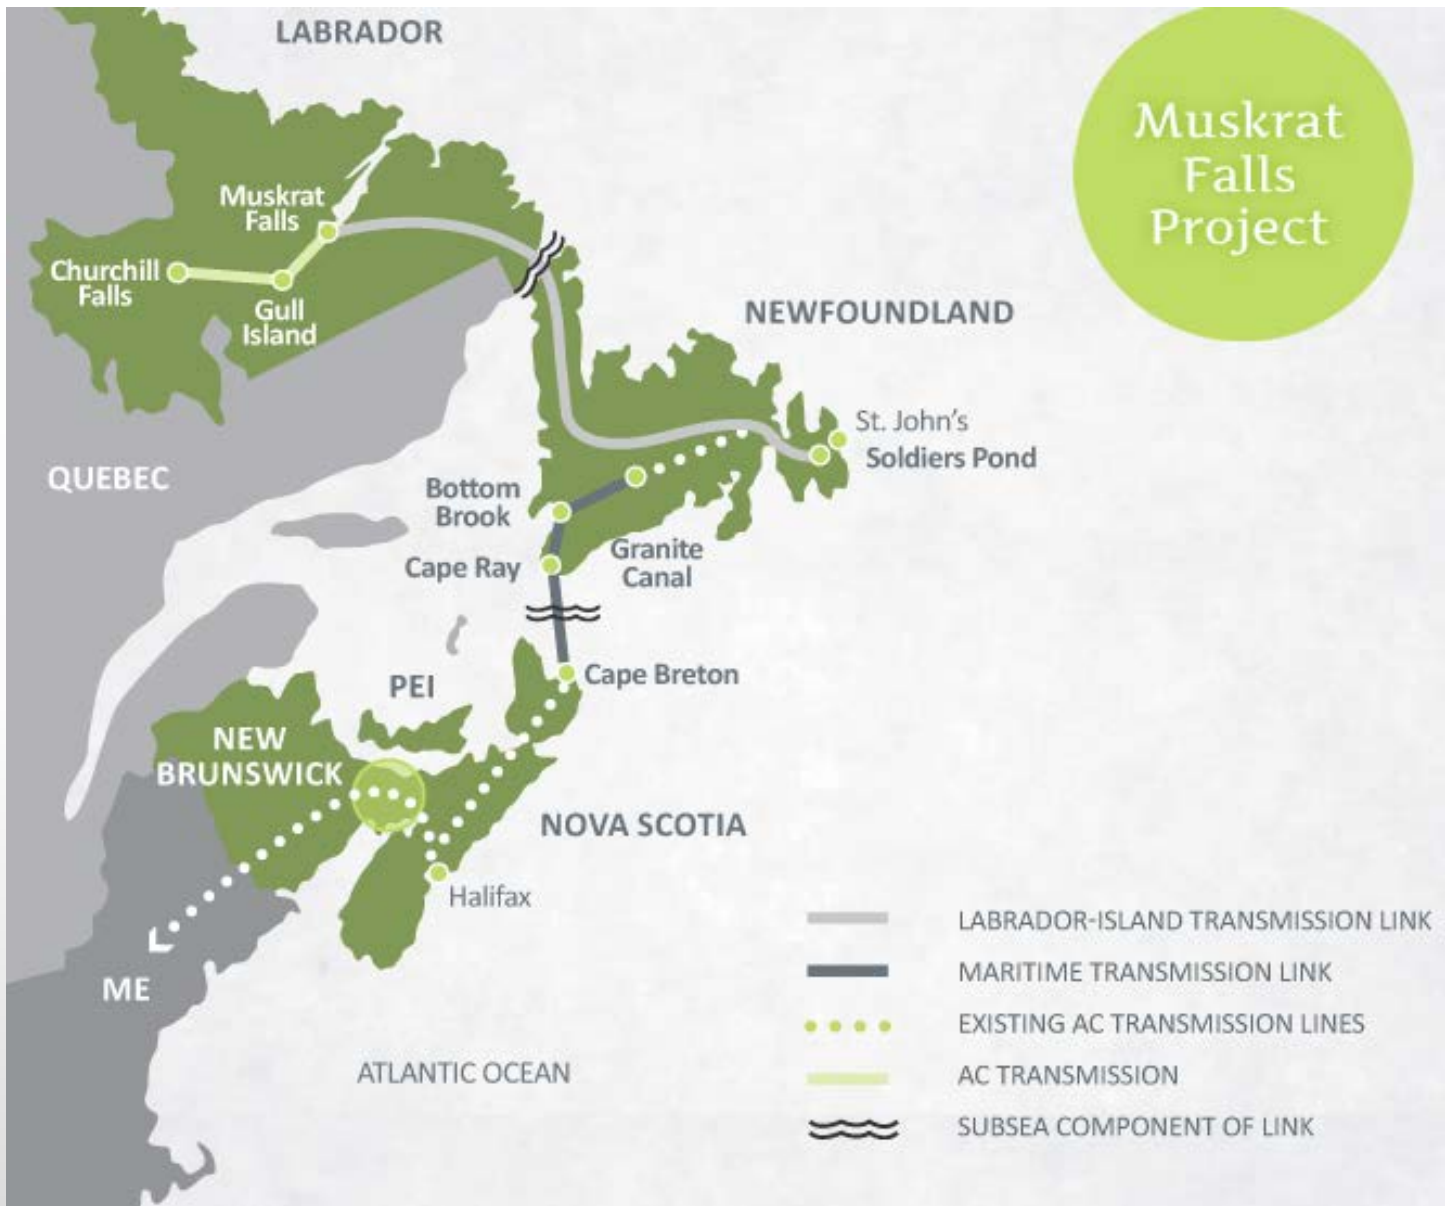 LABRADOR
Muskrat
Falls
Project
Muskrat
Falls
Churchill
Falls
Gull
Island
NEWFOUNDLAND
St. John's
Soldiers Pond
QUEBEC
Bottom
Brook
Granite
Canal
Cape Ray
Cape Breton
PEI
NEW
BRUNSWICK
NOVA SCOTIA
Halifax
ME
ATLANTIC OCEAN
LABRADOR-ISLAND TRANSMISSION LINK
MARITIME TRANSMISSION LINK
EXISTING AC TRANSMISSION LINES
AC TRANSMISSION
SUBSEA COMPONENT OF LINK